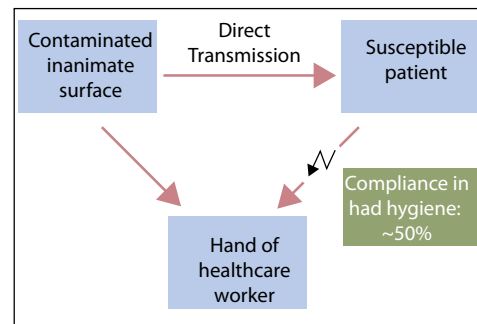 Contaminated
inanimate
surface
Direct
Transmission
Susceptible
patient
Compliance in
had hygiene:
~50%
Hand of
healthcare
worker